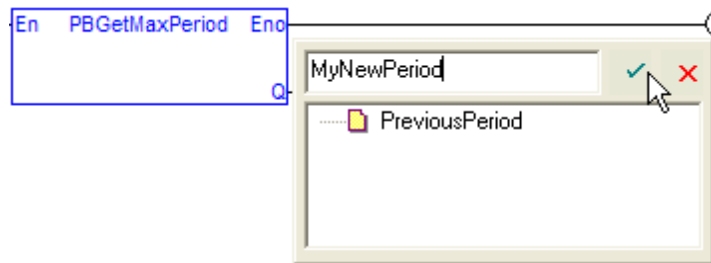 En PBGetMaxPeriod Eno
MyNewPeriod
Q
PreviousPeriod